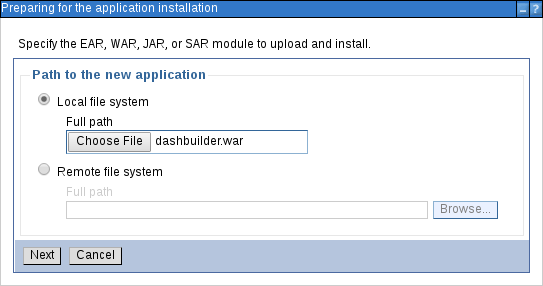 Preparing for the application installation
?
Specify the EAR, WAR, JAR, or SAR module to upload and install.
Path to the new application
Local file system
Full path
Choose File dashbuilder.war
Remote file system
Full path
Browse...
Next Cancel